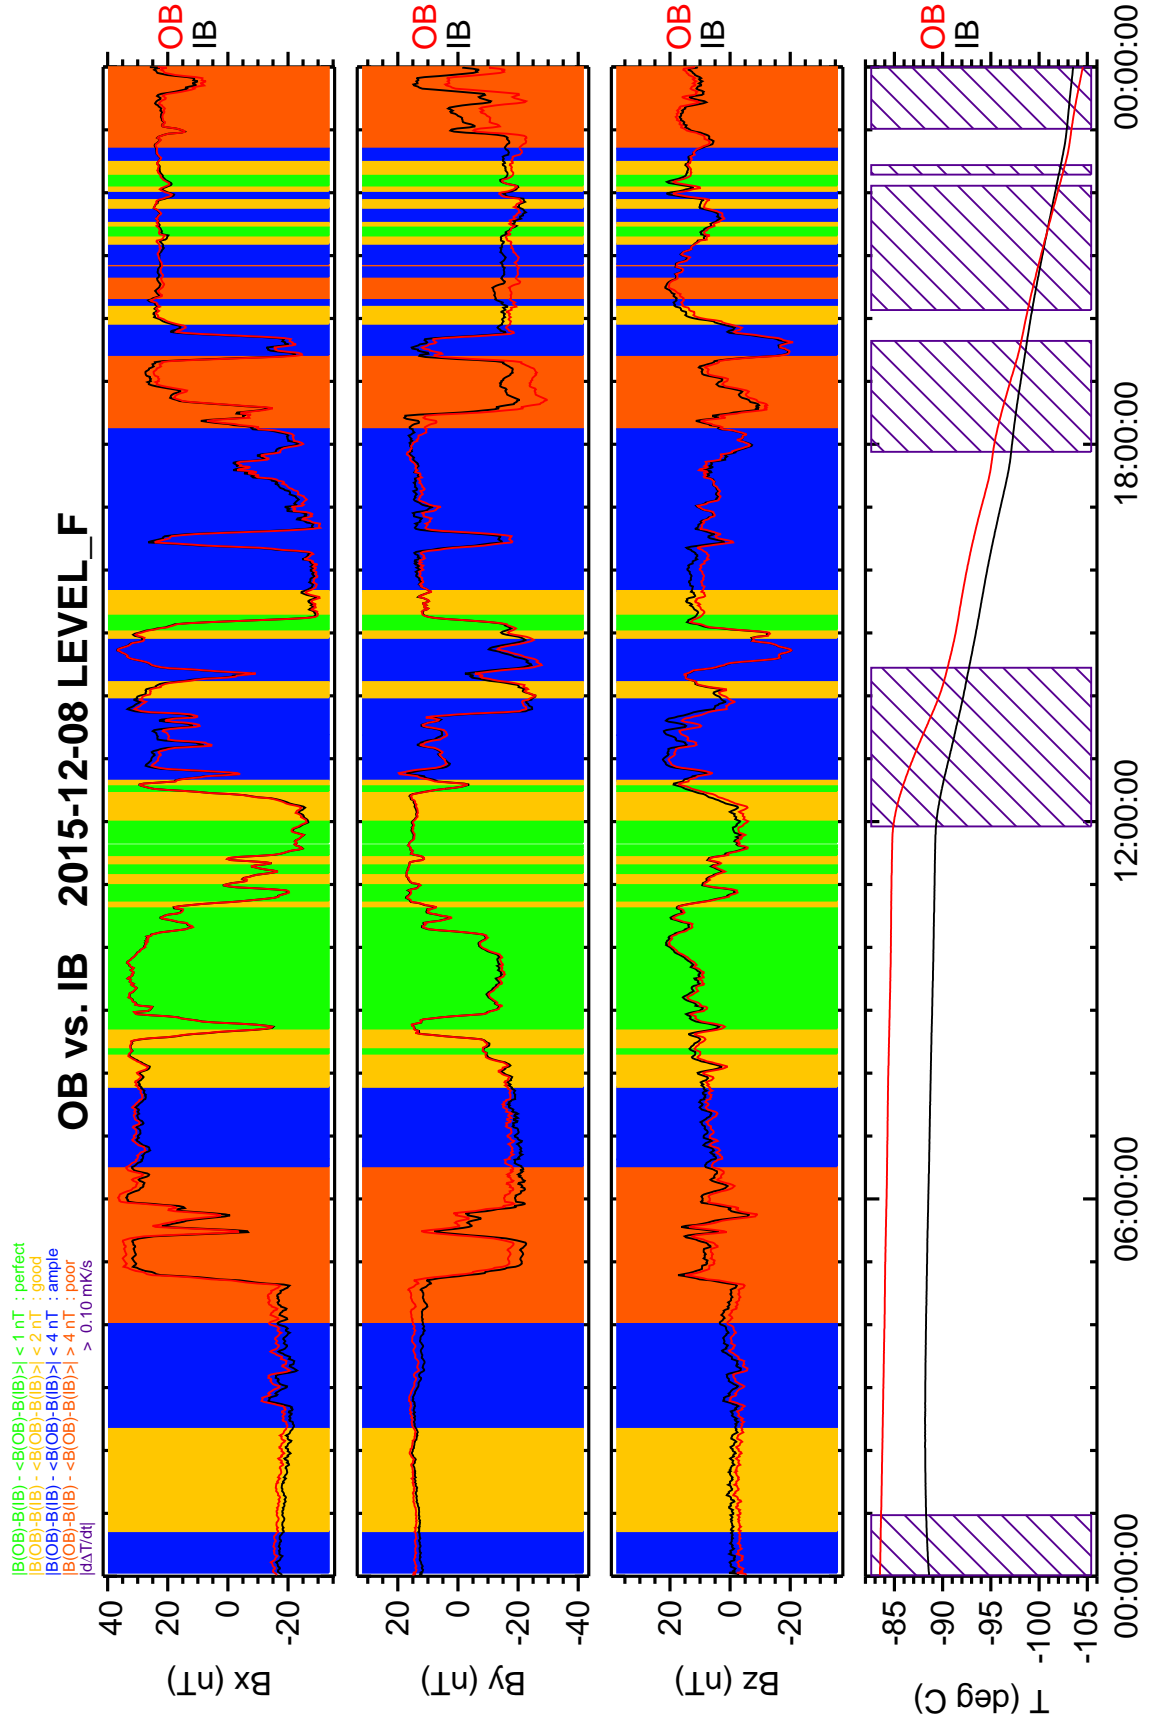 OB vs. IB    2015-12-08 LEVEL_F
|B(OB)-B(IB) - <B(OB)-B(IB)>| < 1 nT : perfect
|B(OB)-B(IB) - <B(OB)-B(IB)>| < 2 nT : good
|B(OB)-B(IB) - <B(OB)-B(IB)>| < 4 nT : ample
|B(OB)-B(IB) - <B(OB)-B(IB)>| > 4 nT : poor
|dΔT/dt| > 0.10 mK/s
Bx (nT)
40
20
0
-20
OB
IB
By (nT)
20
0
-20
-40
OB
IB
Bz (nT)
20
0
-20
OB
IB
T (deg C)
-85
-90
-95
-100
-105
OB
IB
00:00:00
06:00:00
12:00:00
18:00:00
00:00:00